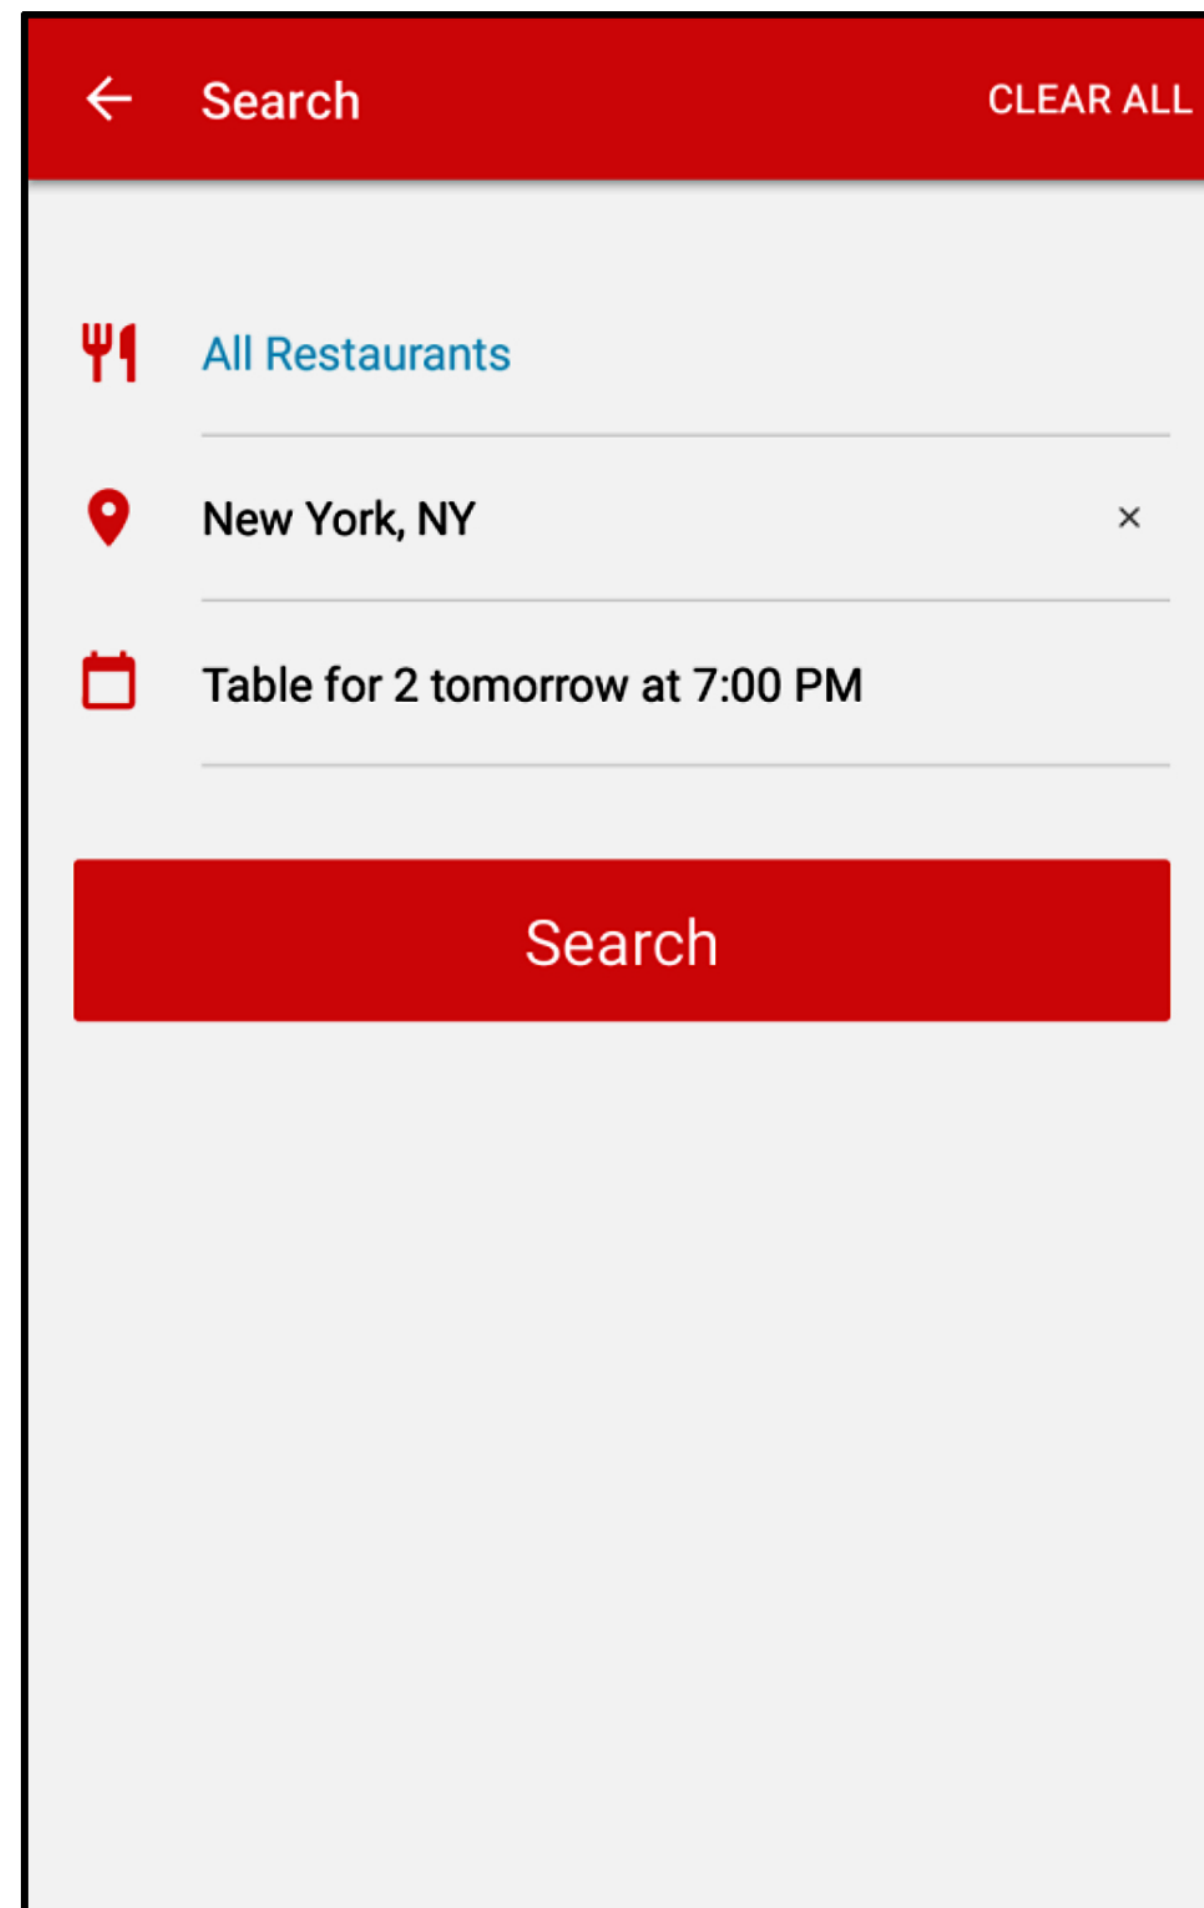 Search
CLEAR ALL
All Restaurants
New York, NY
Table for 2 tomorrow at 7:00 PM
Search